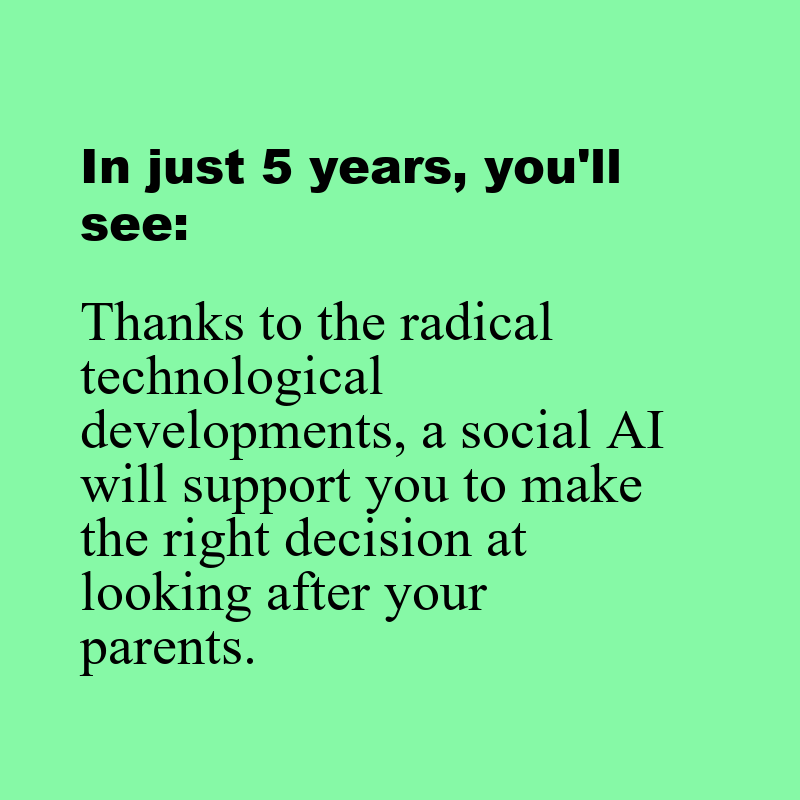 In just 5 years, you'll
see:
Thanks to the radical
technological
developments, a social AI
will support you to make
the right decision at
looking after your
parents.